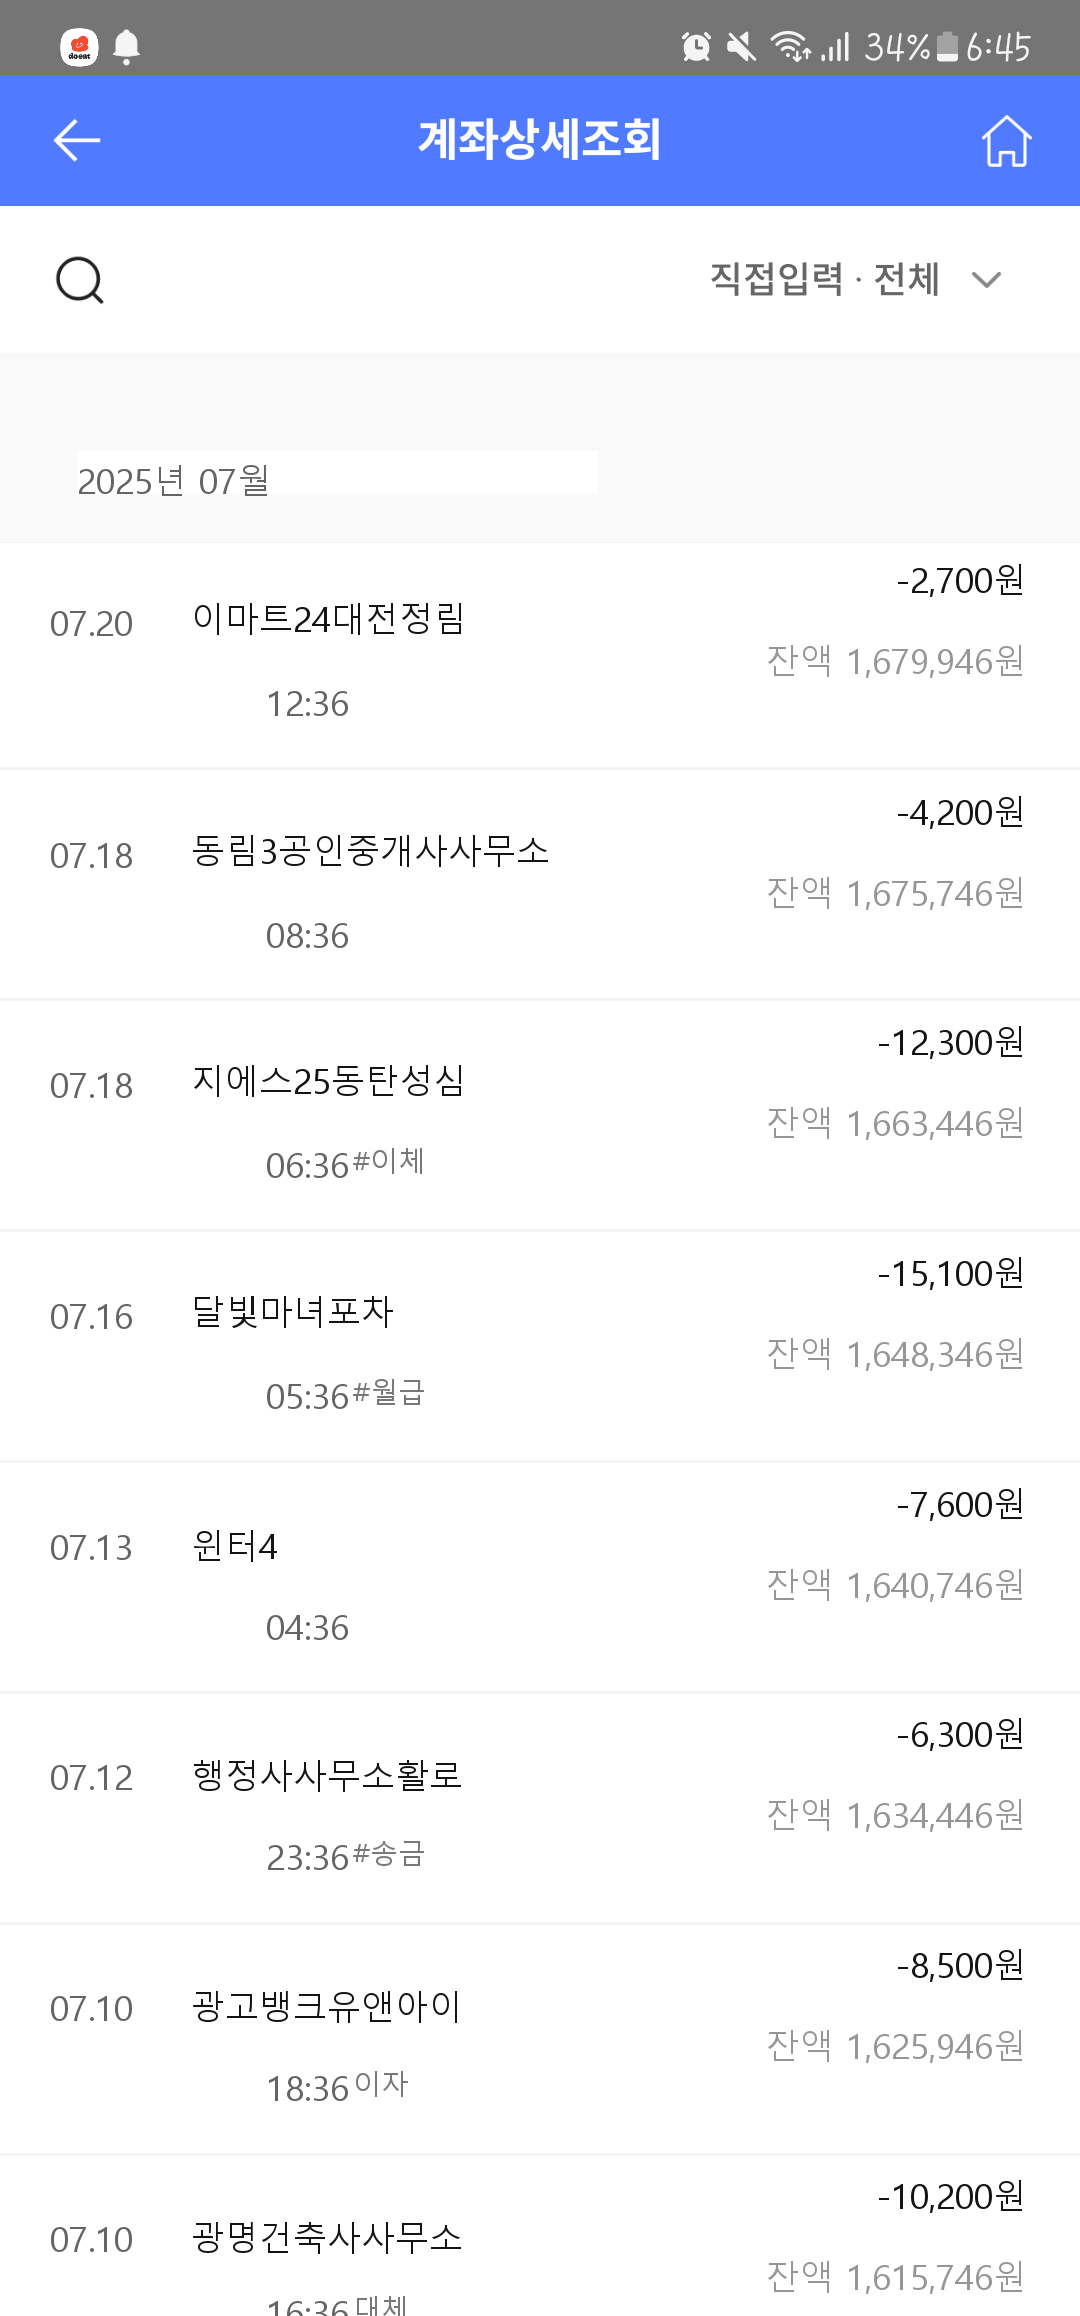 doeat 34% 6:45
계좌상세조회
직접입력 · 전체
2025년 07월
-2,700원
07.20 이마트24대전정림
잔액 1,679,946원
12:36
-4,200원
07.18 동림3공인중개사사무소
잔액 1,675,746원
08:36
-12,300원
07.18 지에스25동탄성심
잔액 1,663,446원
06:36 #이체
-15,100원
07.16 달빛마녀포차
잔액 1,648,346원
05:36 #월급
-7,600원
07.13 윈터4
잔액 1,640,746원
04:36
-6,300원
07.12 행정사사무소활로
잔액 1,634,446원
23:36 #송금
-8,500원
07.10 광고뱅크유앤아이
잔액 1,625,946원
18:36 이자
-10,200원
07.10 광명건축사사무소
잔액 1,615,746원
16:36 대체